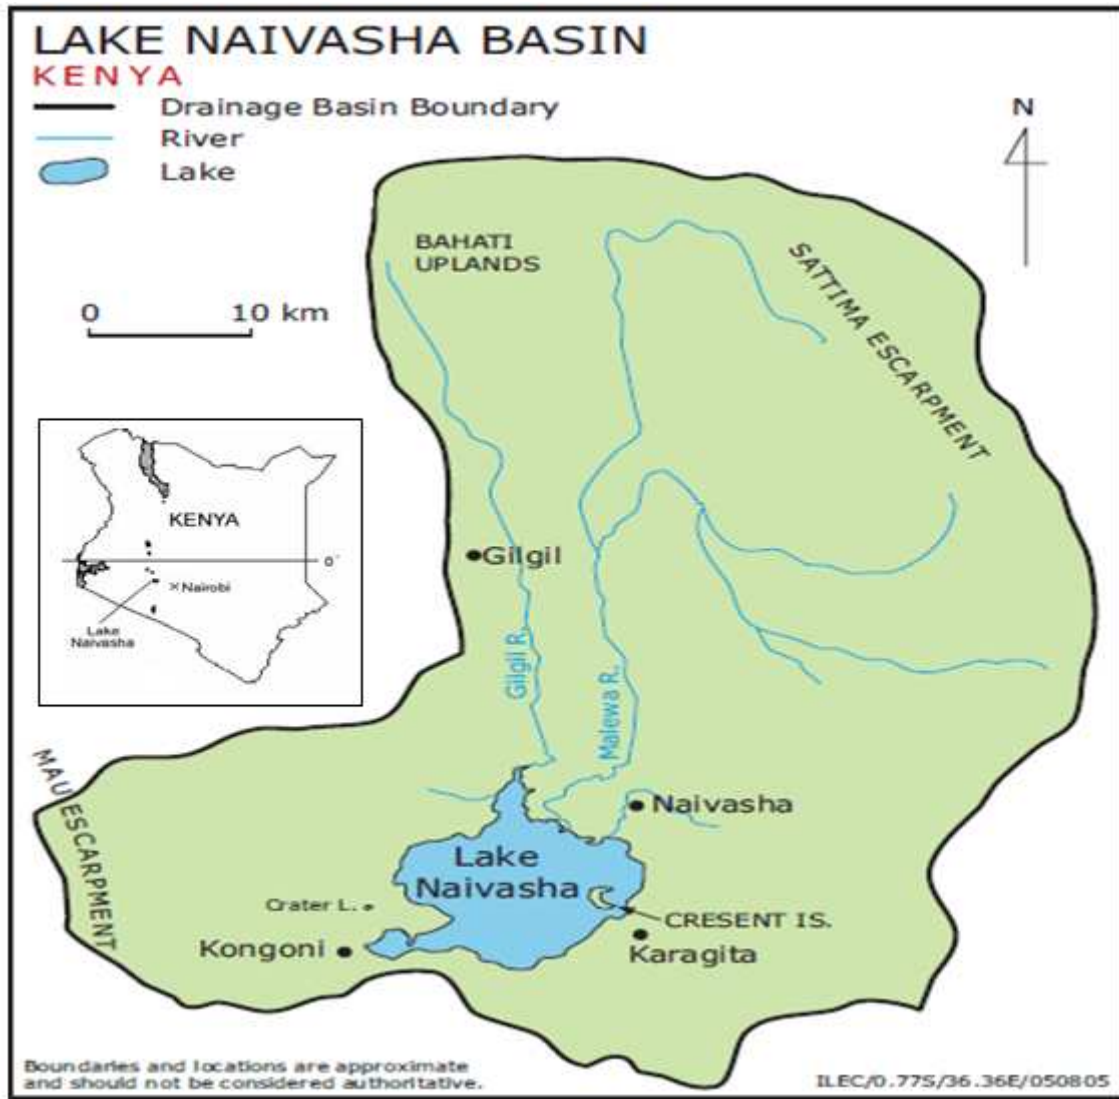 LAKE NAIVASHA BASIN
KENYA
Drainage Basin Boundary
River
Lake
N
BAHATI
UPLANDS
SATTIMA ESCARPMENT
0 10 km
KENYA
0°
Nairobi
Lake
Naivasha
Gilgil
Gilgil R.
Malewa R.
MAU ESCARPMENT
Naivasha
Lake
Naivasha
Crater L.
CRESENT IS.
Kongoni
Karagita
Boundaries and locations are approximate
and should not be considered authoritative.
ILEC/0.77S/36.36E/050805